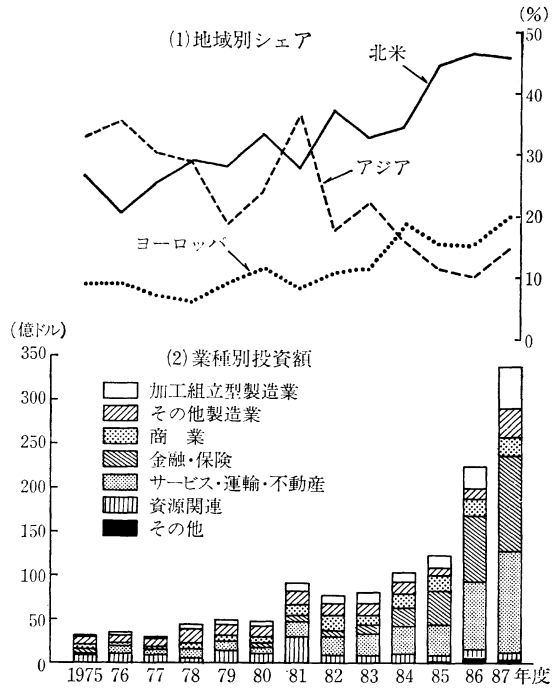 (%)
(1)地域別シェア
50
北米
40
30
アジア
20
ヨーロッパ
10
0
(億ドル)
(2)業種別投資額
350
加工組立型製造業
300
その他製造業
商 業
250
金融・保険
200
サービス・運輸・不動産
資源関連
150
その他
100
50
0
1975 76 77 78 79 80 '81 82 83 84 85 86 87 年度